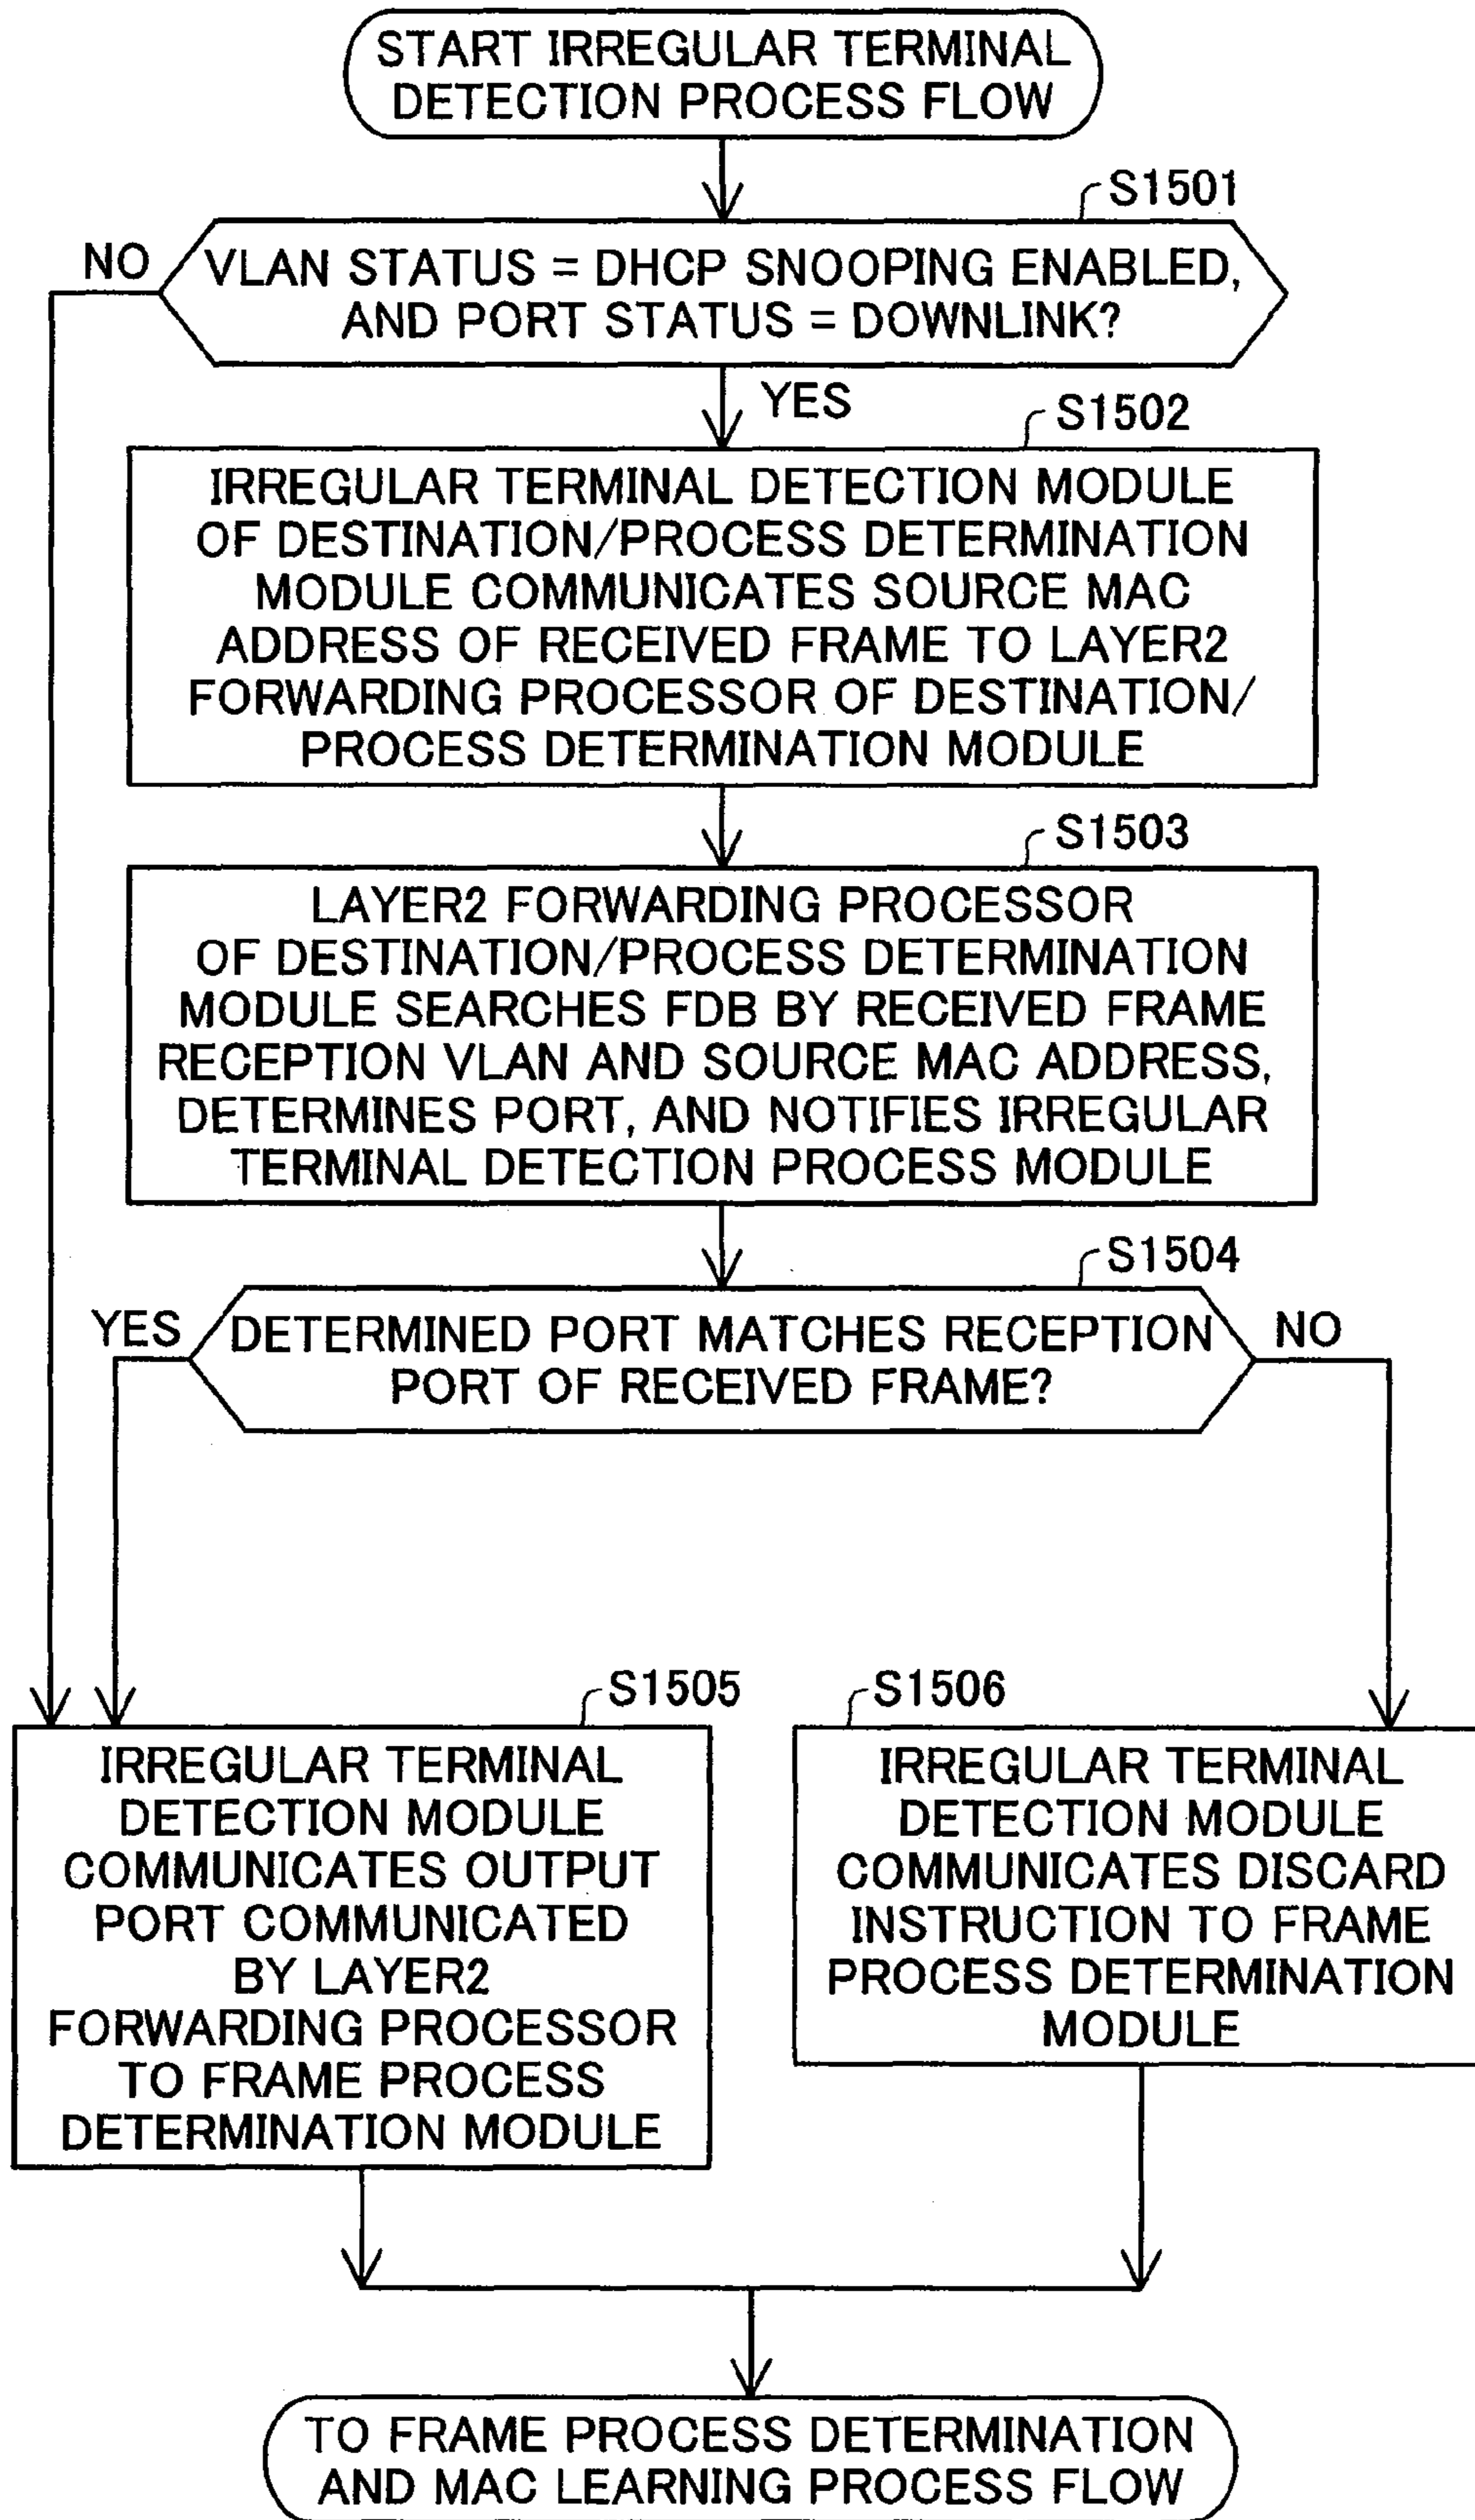 START IRREGULAR TERMINAL
DETECTION PROCESS FLOW
S1501
NO
VLAN STATUS = DHCP SNOOPING ENABLED,
AND PORT STATUS = DOWNLINK?
YES
S1502
IRREGULAR TERMINAL DETECTION MODULE
OF DESTINATION/PROCESS DETERMINATION
MODULE COMMUNICATES SOURCE MAC
ADDRESS OF RECEIVED FRAME TO LAYER2
FORWARDING PROCESSOR OF DESTINATION/
PROCESS DETERMINATION MODULE
S1503
LAYER2 FORWARDING PROCESSOR
OF DESTINATION/PROCESS DETERMINATION
MODULE SEARCHES FDB BY RECEIVED FRAME
RECEPTION VLAN AND SOURCE MAC ADDRESS,
DETERMINES PORT, AND NOTIFIES IRREGULAR
TERMINAL DETECTION PROCESS MODULE
S1504
YES
DETERMINED PORT MATCHES RECEPTION
PORT OF RECEIVED FRAME?
NO
S1505
IRREGULAR TERMINAL
DETECTION MODULE
COMMUNICATES OUTPUT
PORT COMMUNICATED
BY LAYER2
FORWARDING PROCESSOR
TO FRAME PROCESS
DETERMINATION MODULE
S1506
IRREGULAR TERMINAL
DETECTION MODULE
COMMUNICATES DISCARD
INSTRUCTION TO FRAME
PROCESS DETERMINATION
MODULE
TO FRAME PROCESS DETERMINATION
AND MAC LEARNING PROCESS FLOW